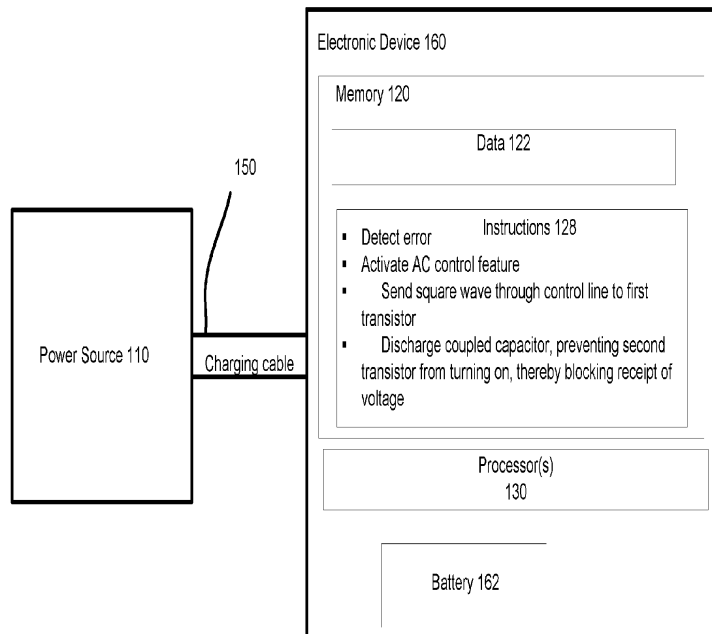 Electronic Device 160
Memory 120
Data 122
150
Instructions 128
▪ Detect error
▪ Activate AC control feature
▪ Send square wave through control line to first
transistor
▪ Discharge coupled capacitor, preventing second
transistor from turning on, thereby blocking receipt of
voltage
Power Source 110
Charging cable
Processor(s)
130
Battery 162